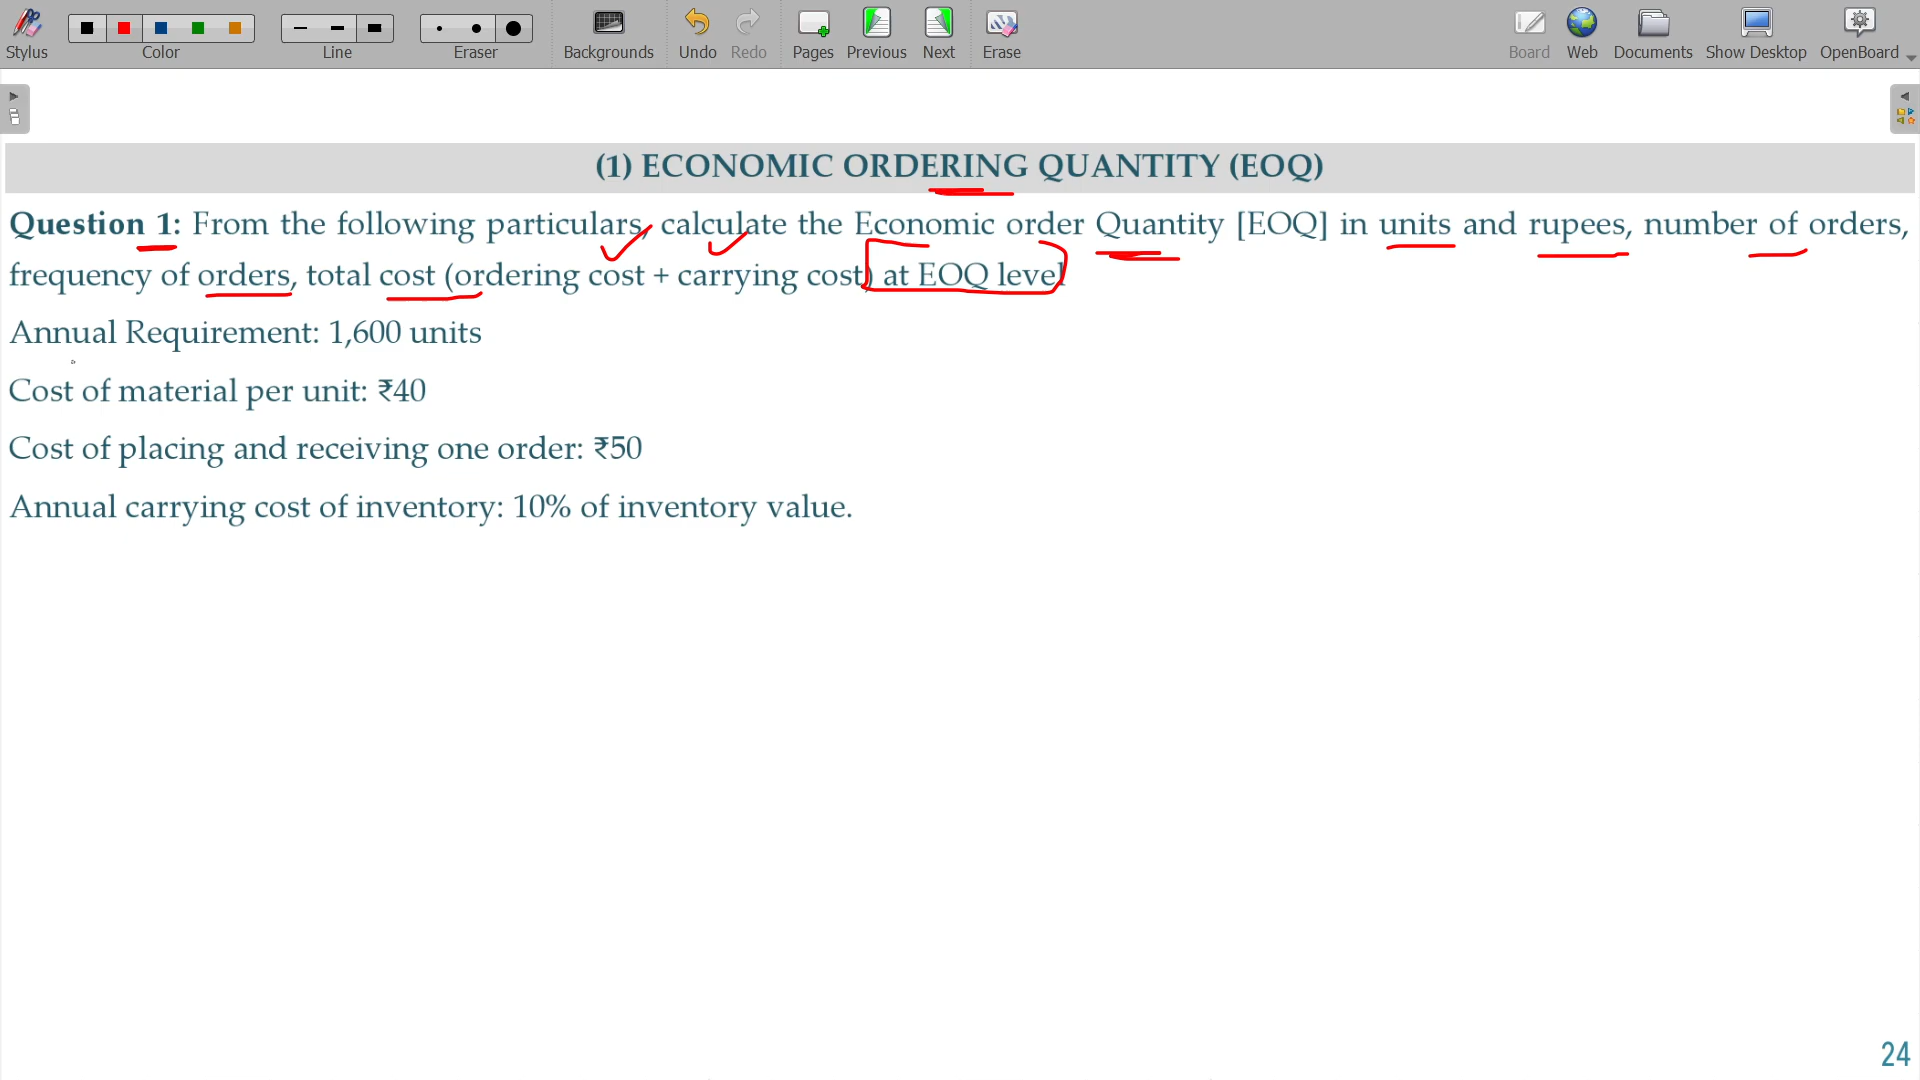 Stylus
Color
Line
Eraser
Backgrounds
Undo
Redo
Pages
Previous
Next
Erase
Board
Web
Documents
Show Desktop
OpenBoard
(1) ECONOMIC ORDERING QUANTITY (EOQ)
Question 1: From the following particulars, calculate the Economic order Quantity [EOQ] in units and rupees, number of orders,
frequency of orders, total cost (ordering cost + carrying cost) at EOQ level
Annual Requirement: 1,600 units
Cost of material per unit: ₹40
Cost of placing and receiving one order: ₹50
Annual carrying cost of inventory: 10% of inventory value.
24